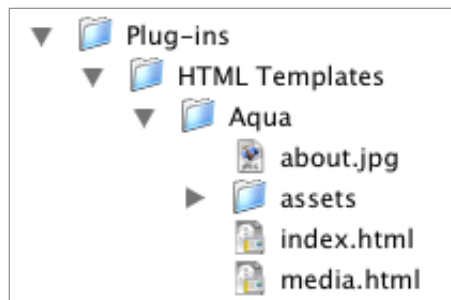 Plug-ins
HTML Templates
Aqua
about.jpg
assets
index.html
media.html